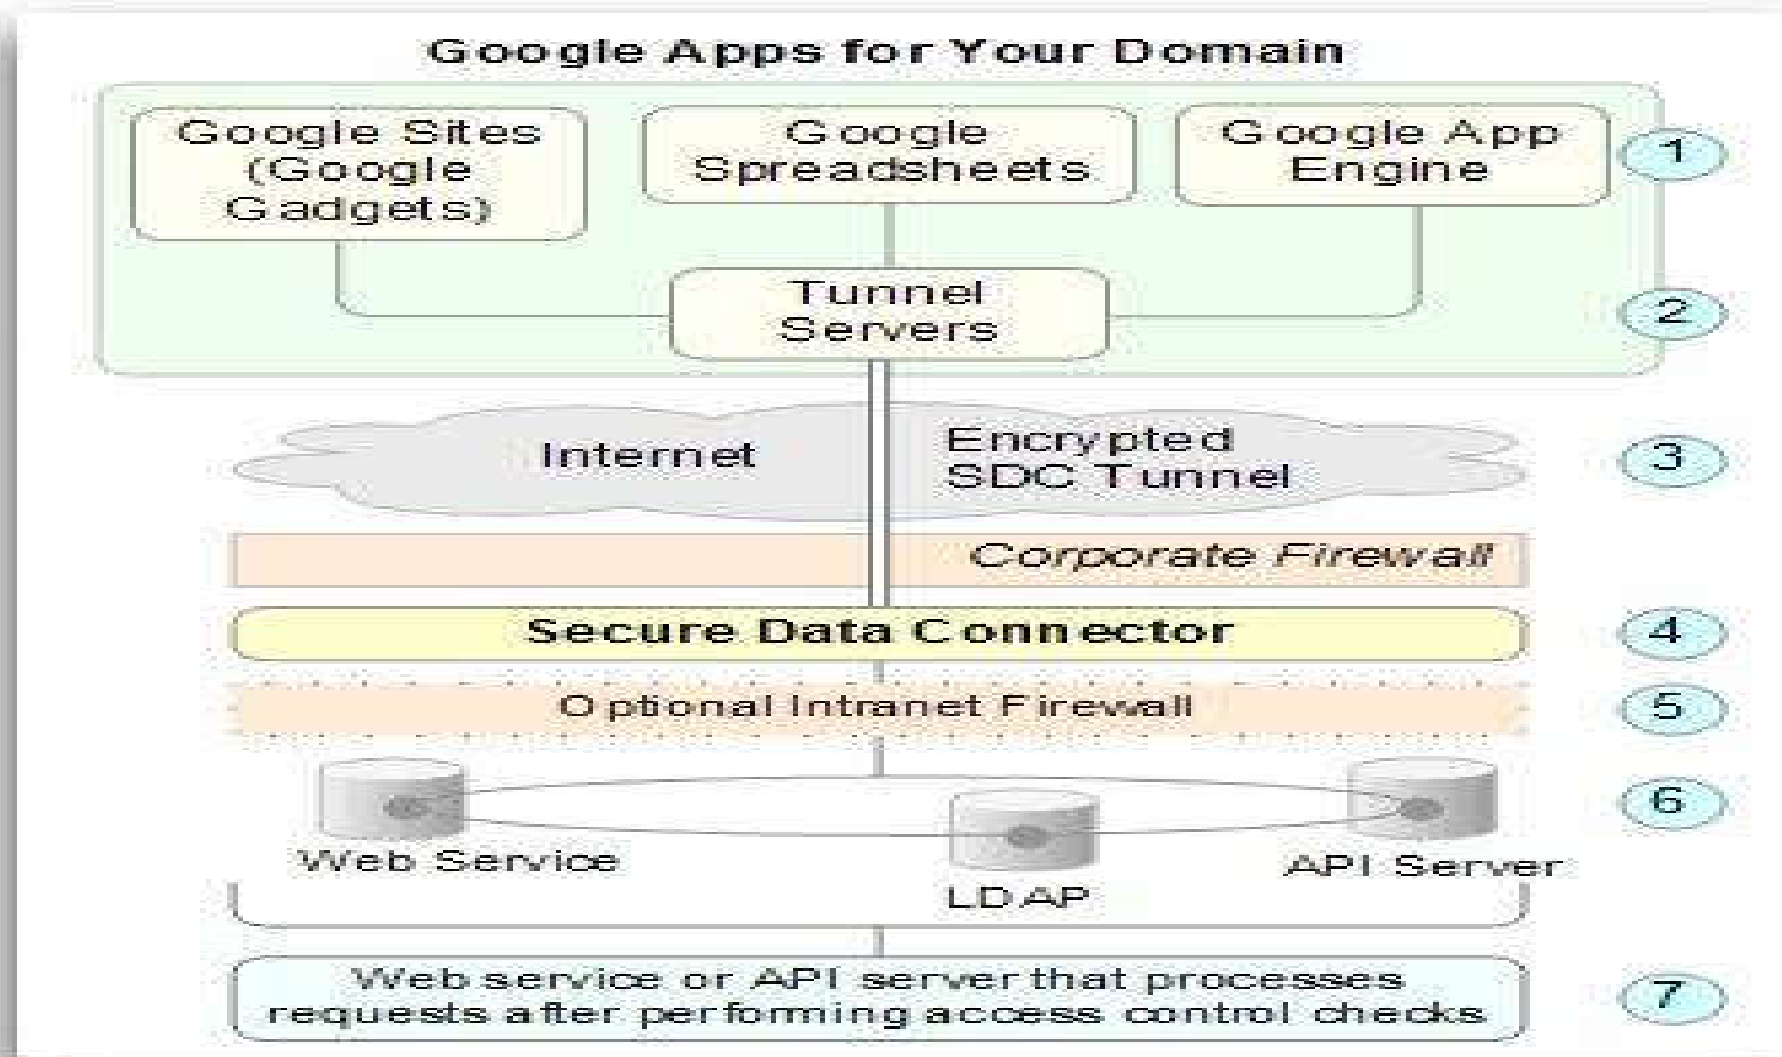 Google Apps for Your Domain
Google Sites
(Google
Gadgets)
Google
Spreadsheets
Google App
Engine
1
Tunnel
Servers
2
Internet
Encrypted
SDC Tunnel
3
Corporate Firewall
Secure Data Connector
4
Optional Intranet Firewall
5
6
Web Service
LDAP
API Server
Web service or API server that processes
requests after performing access control checks
7